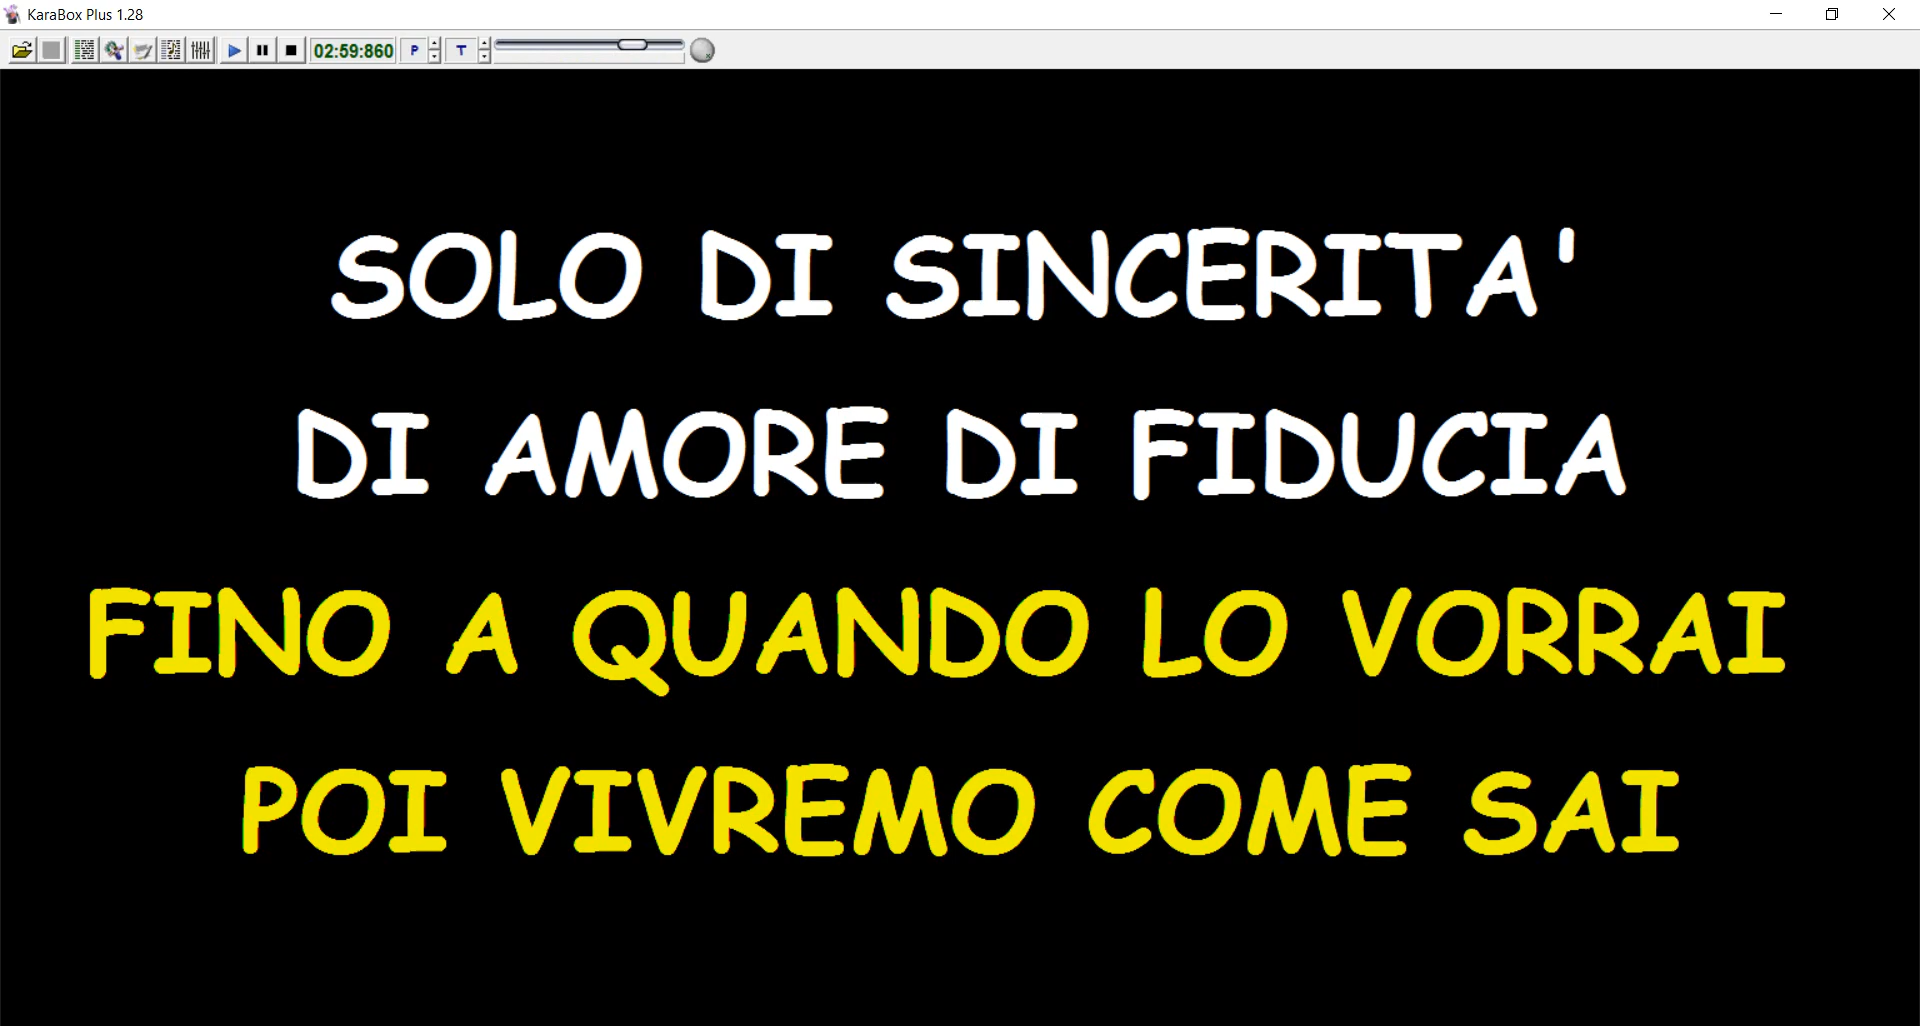 KaraBox Plus 1.28
02:59:860 P T
SOLO DI SINCERITA'
DI AMORE DI FIDUCIA
FINO A QUANDO LO VORRAI
POI VIVREMO COME SAI